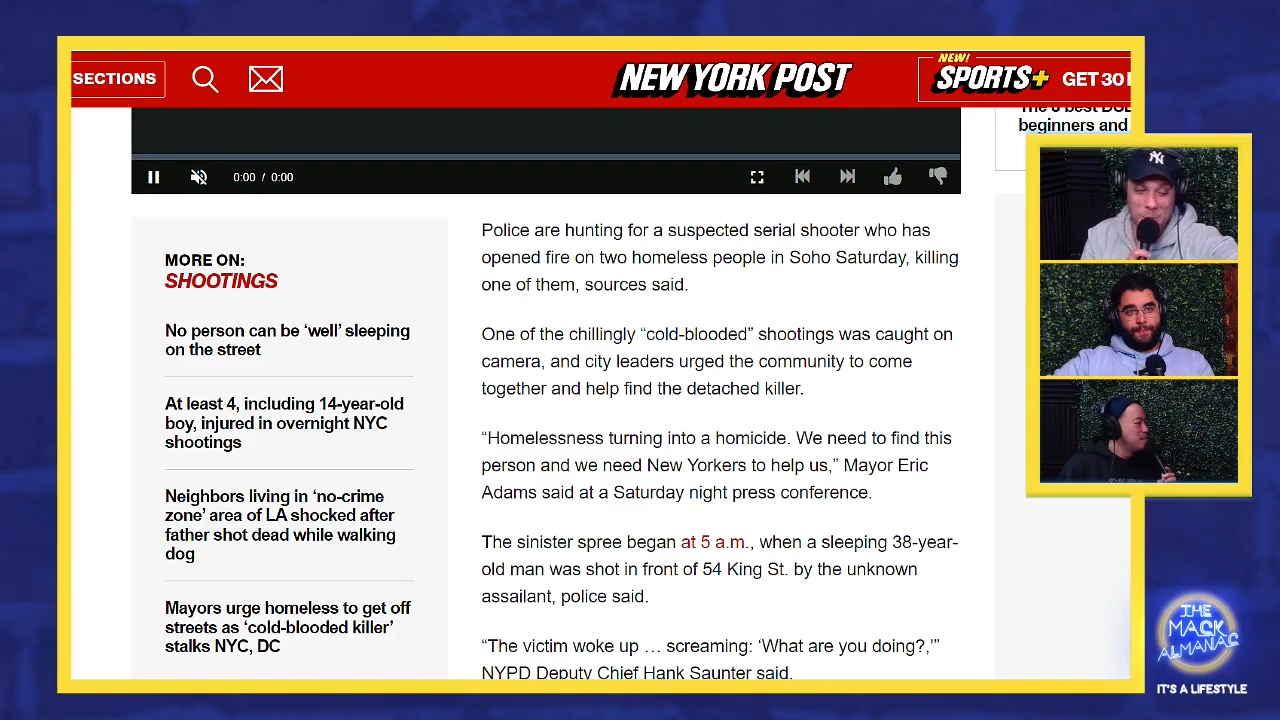 SECTIONS
NEW YORK POST
NEW!
SPORTS+
GET 30
beginners and
0:00 / 0:00
MORE ON:
SHOOTINGS
No person can be ‘well’ sleeping
on the street
At least 4, including 14-year-old
boy, injured in overnight NYC
shootings
Neighbors living in ‘no-crime
zone’ area of LA shocked after
father shot dead while walking
dog
Mayors urge homeless to get off
streets as ‘cold-blooded killer’
stalks NYC, DC
Police are hunting for a suspected serial shooter who has
opened fire on two homeless people in Soho Saturday, killing
one of them, sources said.
One of the chillingly “cold-blooded” shootings was caught on
camera, and city leaders urged the community to come
together and help find the detached killer.
“Homelessness turning into a homicide. We need to find this
person and we need New Yorkers to help us,” Mayor Eric
Adams said at a Saturday night press conference.
The sinister spree began at 5 a.m., when a sleeping 38-year-
old man was shot in front of 54 King St. by the unknown
assailant, police said.
“The victim woke up … screaming: ‘What are you doing?,’”
NYPD Deputy Chief Hank Saunter said.
THE
MACK
ALMANAC
IT'S A LIFESTYLE